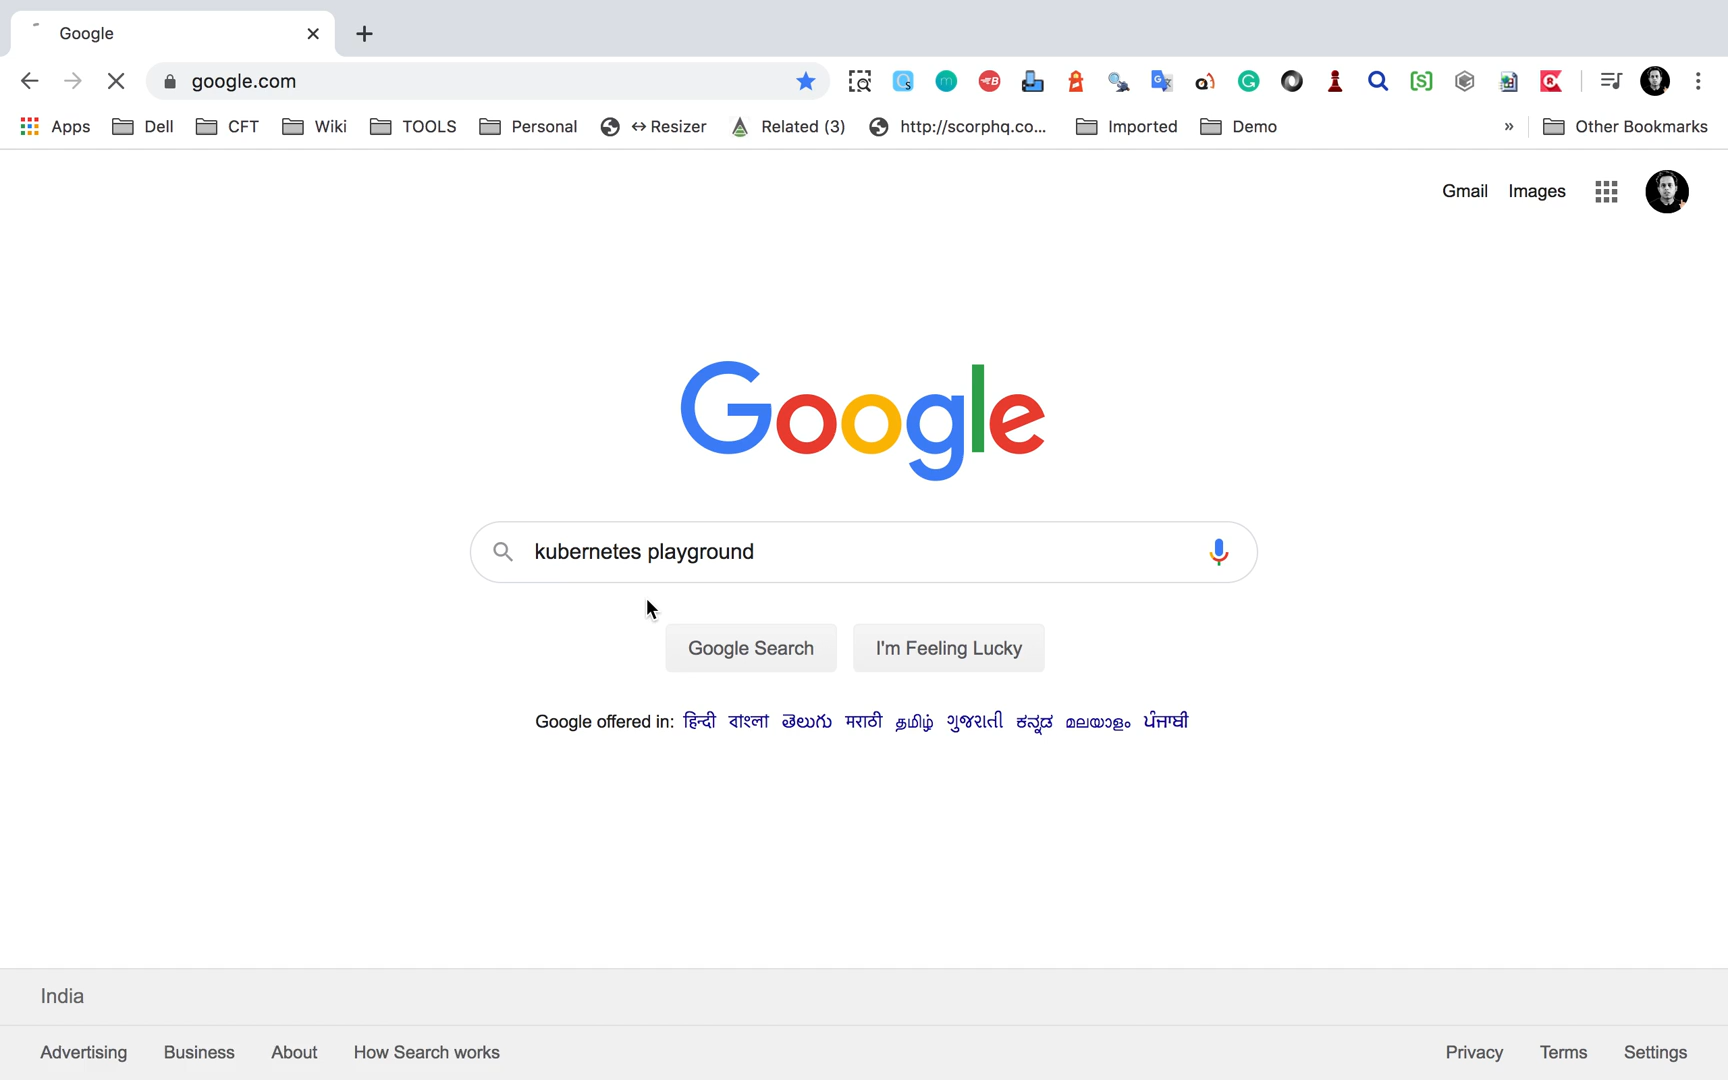 Google
google.com
Apps Dell CFT Wiki TOOLS Personal ↔Resizer Related (3) http://scorphq.co... Imported Demo » Other Bookmarks
Gmail Images
Google
kubernetes playground
Google Search I'm Feeling Lucky
Google offered in: हिन्दी বাংলা తెలుగు मराठी தமிழ் ગુજરાતી ಕನ್ನಡ മലയാളം ਪੰਜਾਬੀ
India
Advertising Business About How Search works Privacy Terms Settings